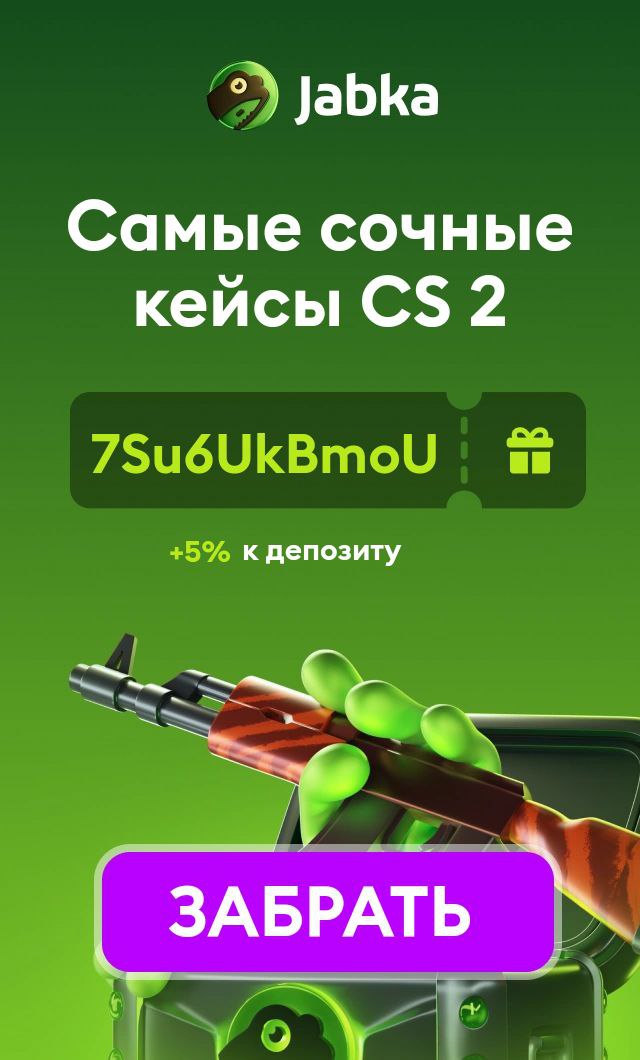 Jabka
Самые сочные
кейсы CS 2
7Su6UkBmoU
+5% к депозиту
ЗАБРАТЬ